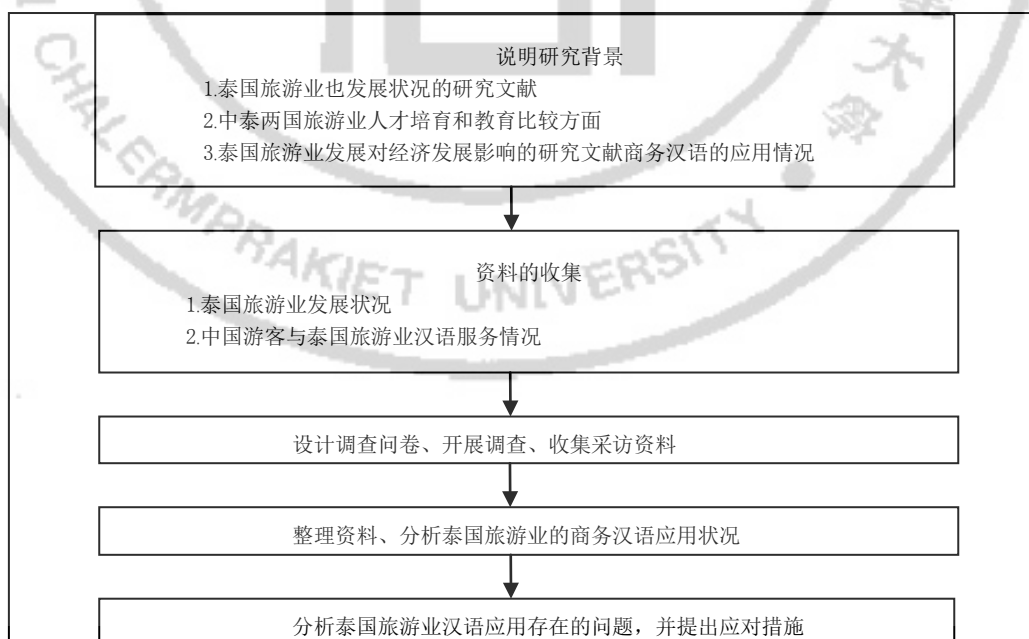 说明研究背景
1.泰国旅游业也发展状况的研究文献
2.中泰两国旅游业人才培育和教育比较方面
3.泰国旅游业发展对经济发展影响的研究文献商务汉语的应用情况
CHALERMPRAKIET UNIVERSITY
资料的收集
1.泰国旅游业发展状况
2.中国游客与泰国旅游业汉语服务情况
设计调查问卷、开展调查、收集采访资料
整理资料、分析泰国旅游业的商务汉语应用状况
分析泰国旅游业汉语应用存在的问题，并提出应对措施
大學